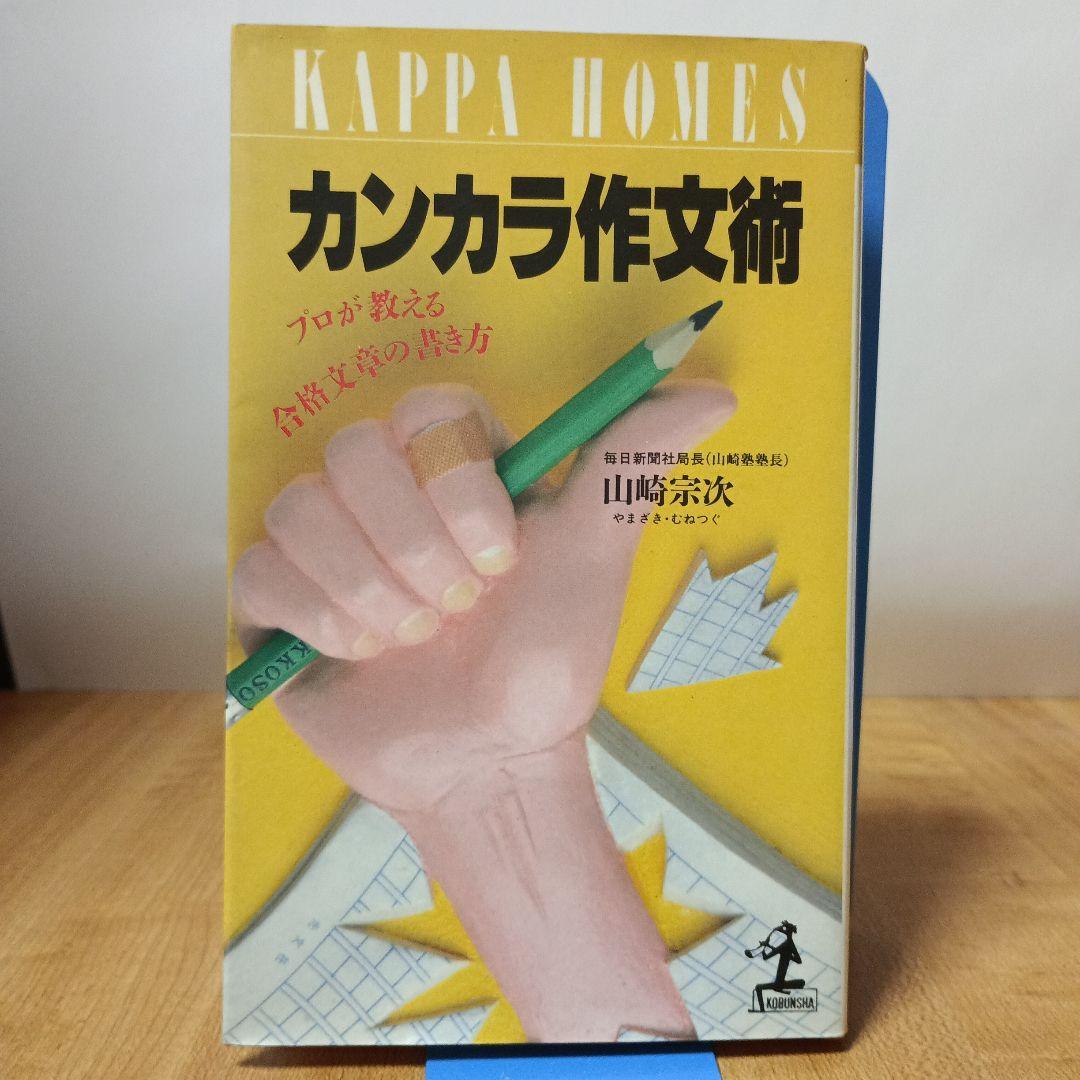 KAPPA HOMES
カンカラ作文術
プロが教える
合格文章の書き方
毎日新聞社局長(山崎塾塾長)
山崎宗次
やまざき・むねつぐ
KKOSO
KOBUNSHA